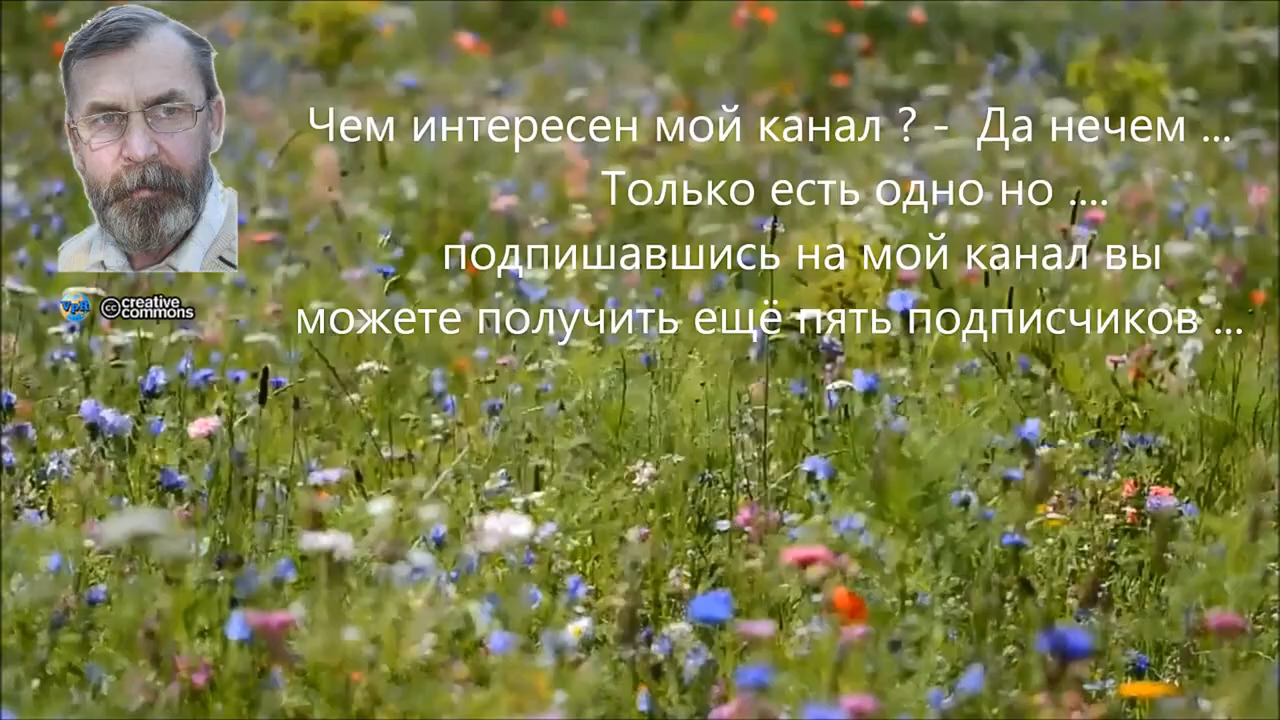 Чем интересен мой канал ? - Да нечем ...
Только есть одно но ....
подпишавшись на мой канал вы
можете получить ещё пять подписчиков ...
Vpn
creative
commons